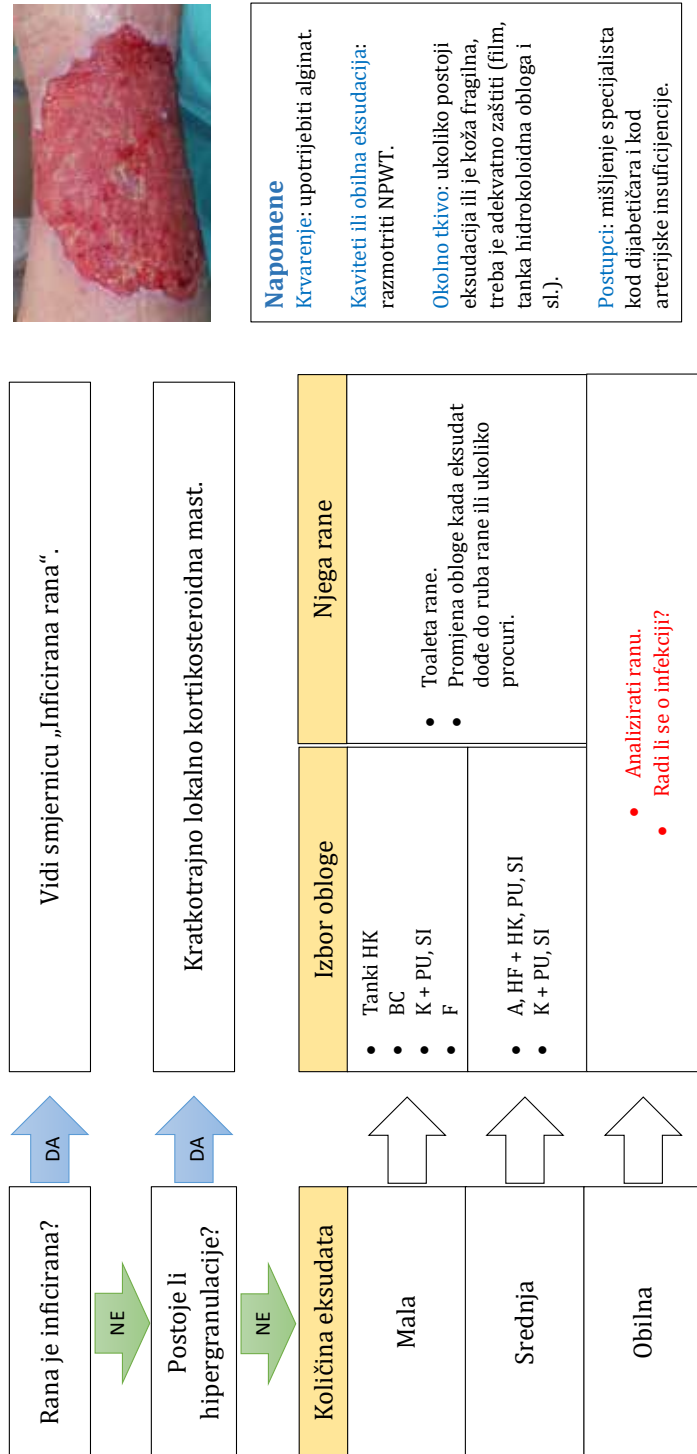 Rana je inficirana?
DA
Vidi smjernicu „Inficirana rana“.
NE
Postoje li
hipergranulacije?
DA
Kratkotrajno lokalno kortikosteroidna mast.
NE
Količina eksudata
Izbor obloge
Njega rane
Mala
• Tanki HK
• BC
• K + PU, SI
• F
• Toaleta rane.
• Promjena obloge kada eksudat
dođe do ruba rane ili ukoliko
procuri.
Srednja
• A, HF + HK, PU, SI
• K + PU, SI
Obilna
• Analizirati ranu.
• Radi li se o infekciji?
Napomene
Krvarenje: upotrijebiti alginat.
Kaviteti ili obilna eksudacija:
razmotriti NPWT.
Okolno tkivo: ukoliko postoji
eksudacija ili je koža fragilna,
treba je adekvatno zaštiti (film,
tanka hidrokoloidna obloga i
sl.).
Postupci: mišljenje specijalista
kod dijabetičara i kod
arterijske insuficijencije.